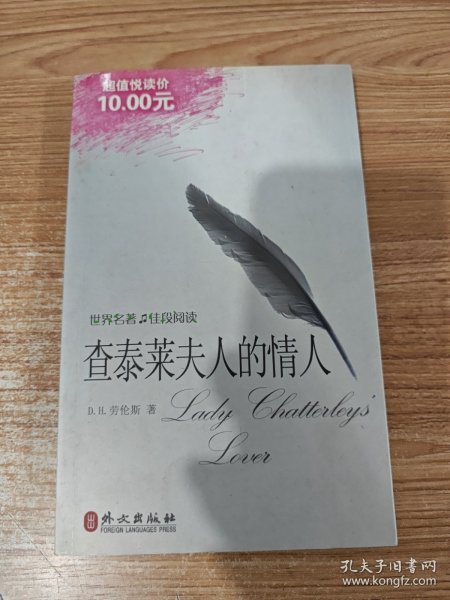 超值悦读价
10.00元
世界名著♫佳段阅读
查泰莱夫人的情人
D.H.劳伦斯 著
Lady Chatterleys'
Lover
外文出版社
FOREIGN LANGUAGES PRESS
孔夫子旧书网
www.kongfz.com